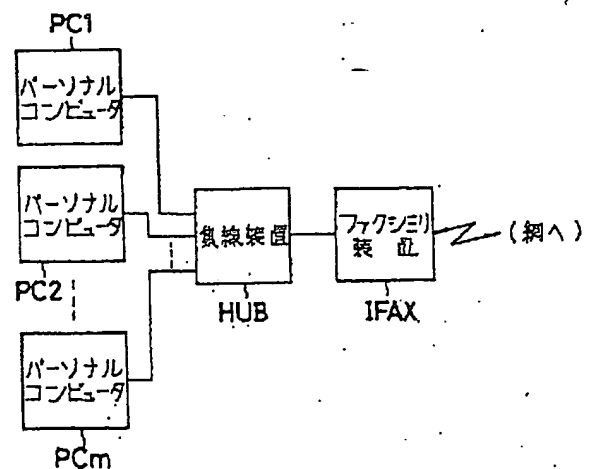 PC1
パーソナル
コンピュータ
パーソナル
コンピュータ
PC2
集線装置
HUB
ファクシミリ
装置
IFAX
(網へ)
パーソナル
コンピュータ
PCm